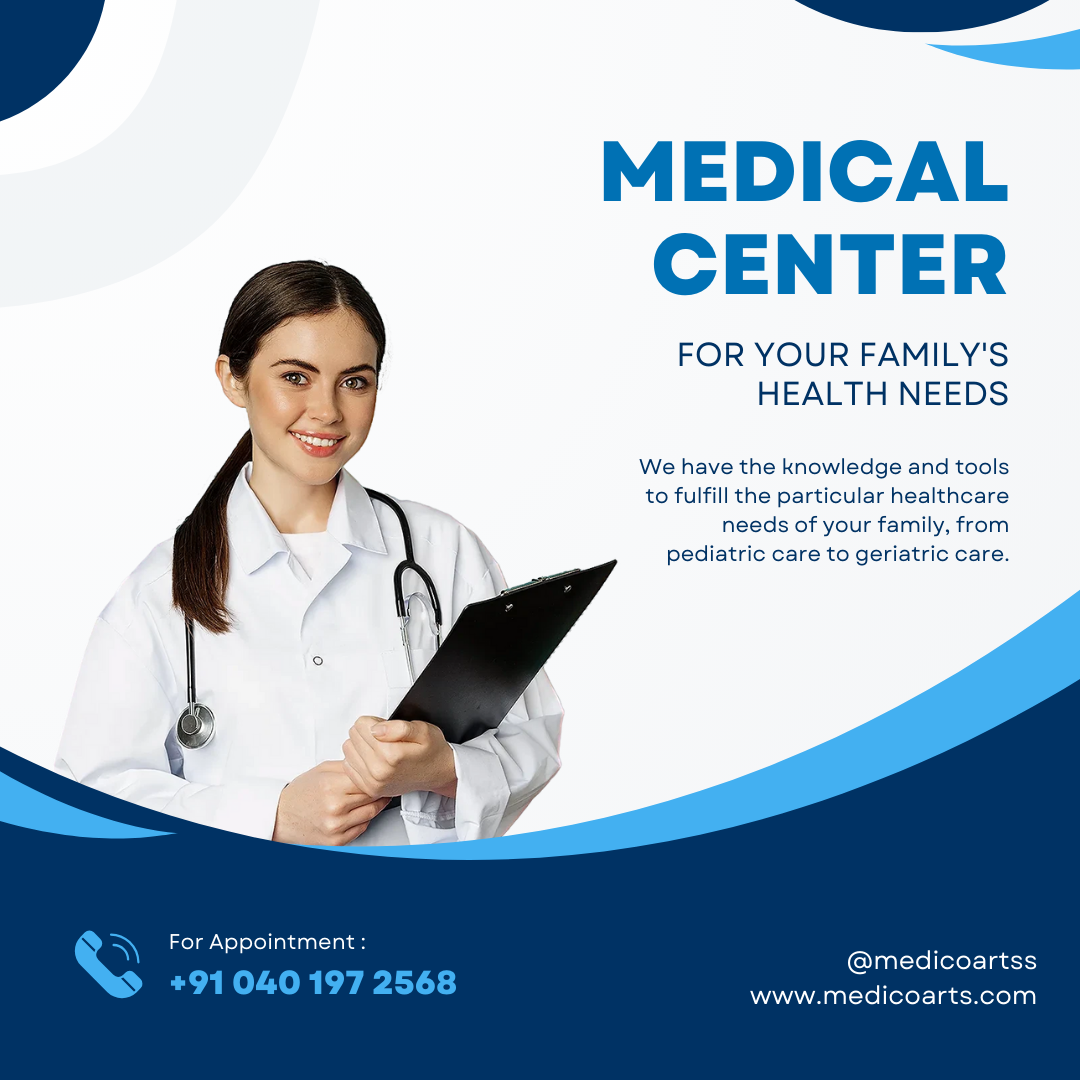 MEDICAL
CENTER
FOR YOUR FAMILY'S
HEALTH NEEDS
We have the knowledge and tools
to fulfill the particular healthcare
needs of your family, from
pediatric care to geriatric care.
For Appointment :
+91 040 197 2568
@medicoartss
www.medicoarts.com